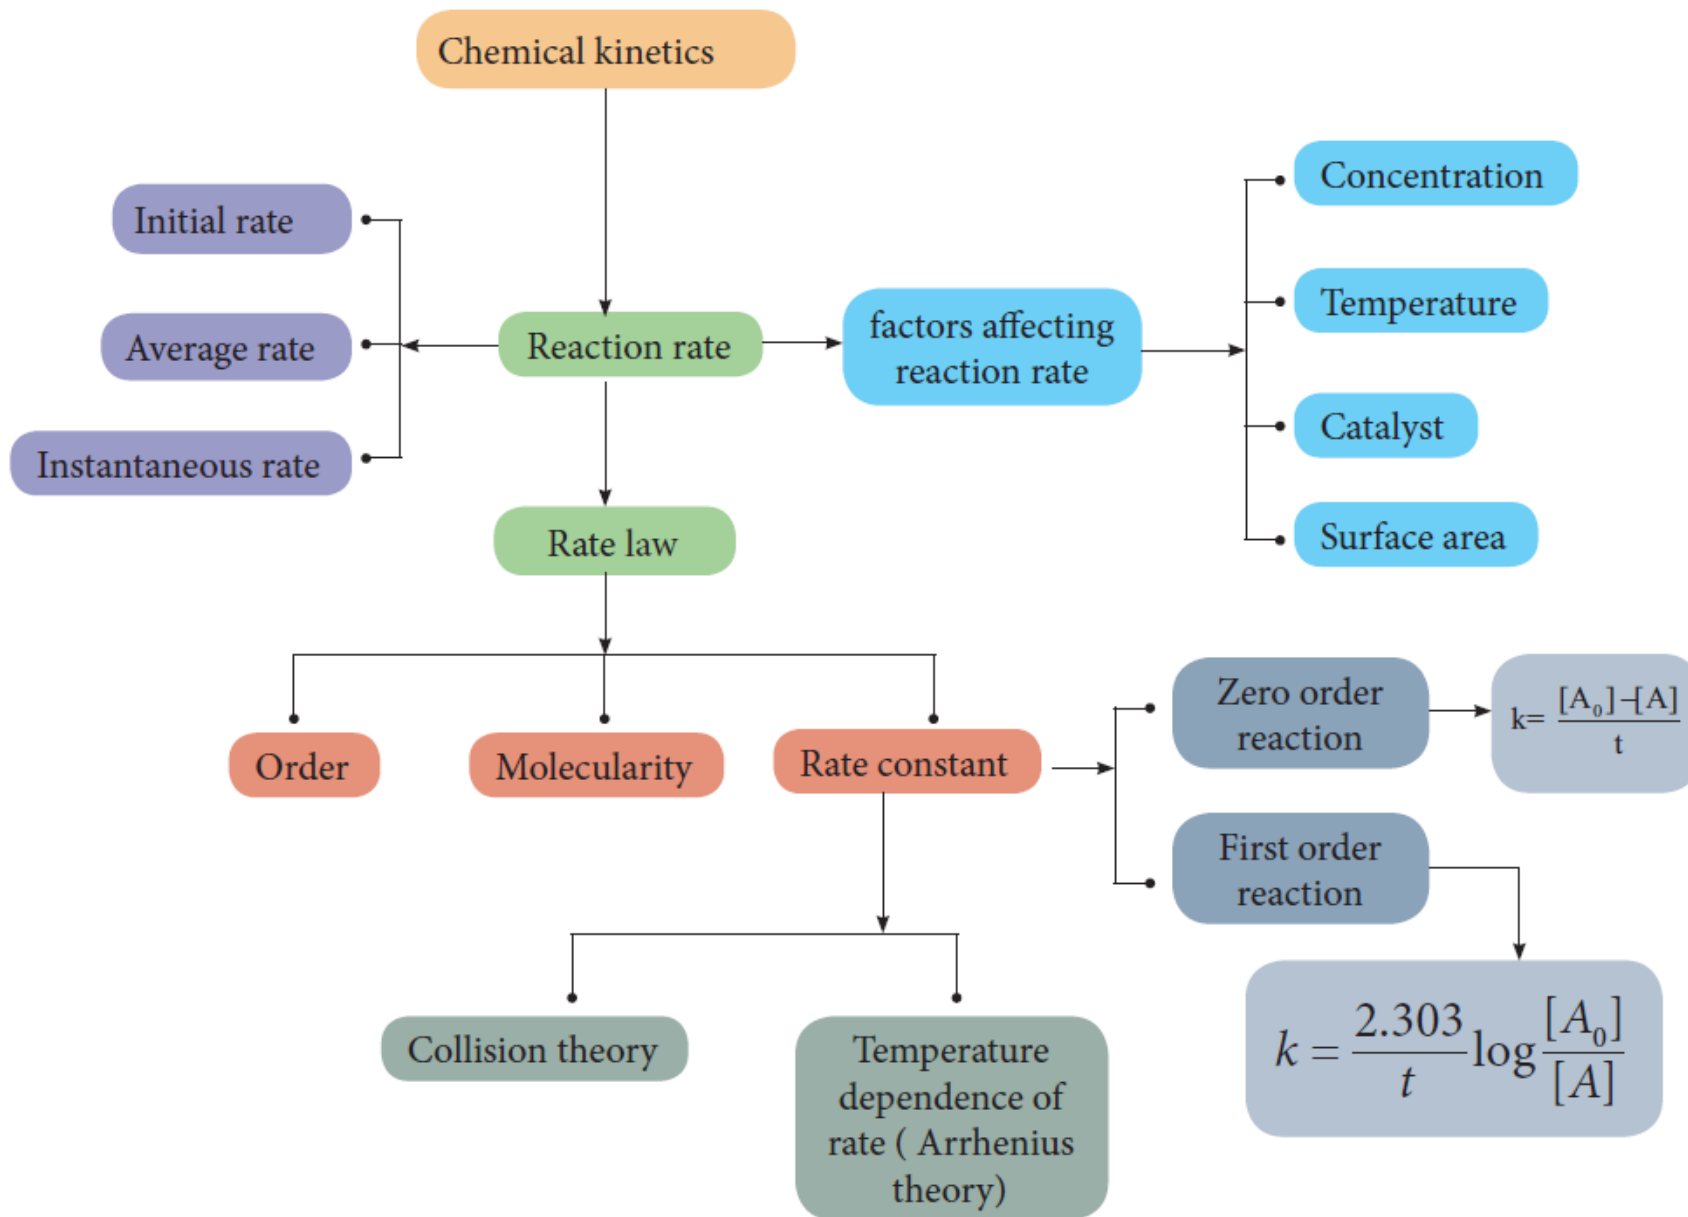 Chemical kinetics
Initial rate
Average rate
Instantaneous rate
Reaction rate
factors affecting
reaction rate
Concentration
Temperature
Catalyst
Surface area
Rate law
Order
Molecularity
Rate constant
Zero order
reaction
k= [A₀]–[A] / t
First order
reaction
k = 2.303 / t log [A₀] / [A]
Collision theory
Temperature
dependence of
rate ( Arrhenius
theory)